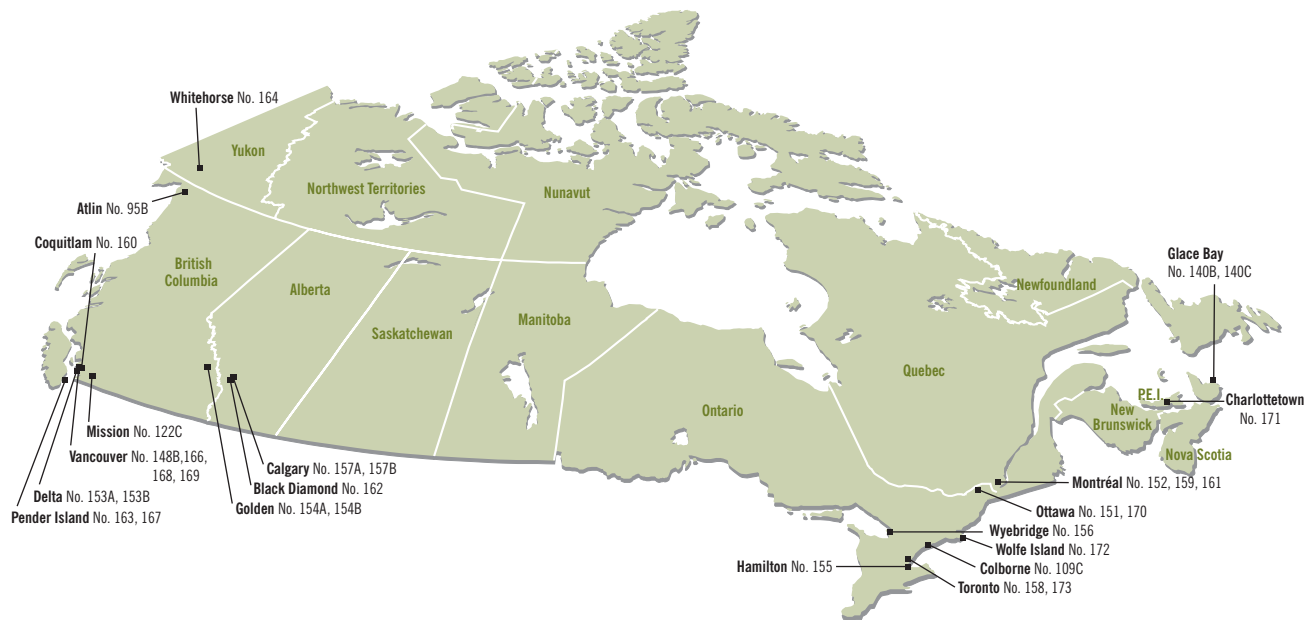 Whitehorse No. 164
Yukon
Northwest Territories
Nunavut
Atlin No. 95B
Coquitlam No. 160
British
Columbia
Alberta
Saskatchewan
Manitoba
Ontario
Quebec
Newfoundland
Glace Bay
No. 140B, 140C
P.E.I.
New
Brunswick
Nova Scotia
Charlottetown
No. 171
Mission No. 122C
Vancouver No. 148B,166,
168, 169
Delta No. 153A, 153B
Pender Island No. 163, 167
Calgary No. 157A, 157B
Black Diamond No. 162
Golden No. 154A, 154B
Montréal No. 152, 159, 161
Ottawa No. 151, 170
Wyebridge No. 156
Wolfe Island No. 172
Colborne No. 109C
Hamilton No. 155
Toronto No. 158, 173